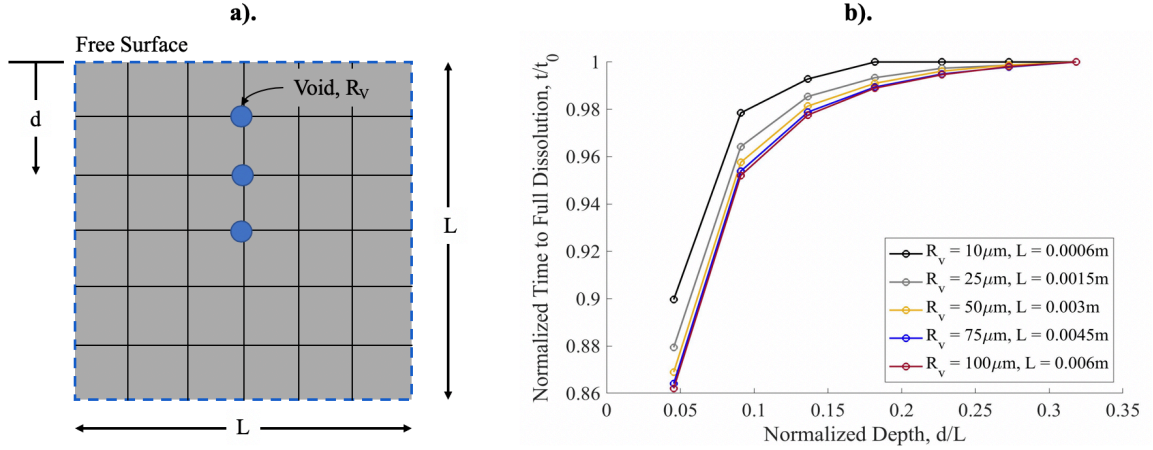 a).
Free Surface
Void, R_V
d
L
L
b).
Normalized Time to Full Dissolution, t/t_0
1
0.98
0.96
0.94
0.92
0.9
0.88
0.86
0
0.05
0.1
0.15
0.2
0.25
0.3
0.35
Normalized Depth, d/L
R_v = 10μm, L = 0.0006m
R_v = 25μm, L = 0.0015m
R_v = 50μm, L = 0.003m
R_v = 75μm, L = 0.0045m
R_v = 100μm, L = 0.006m